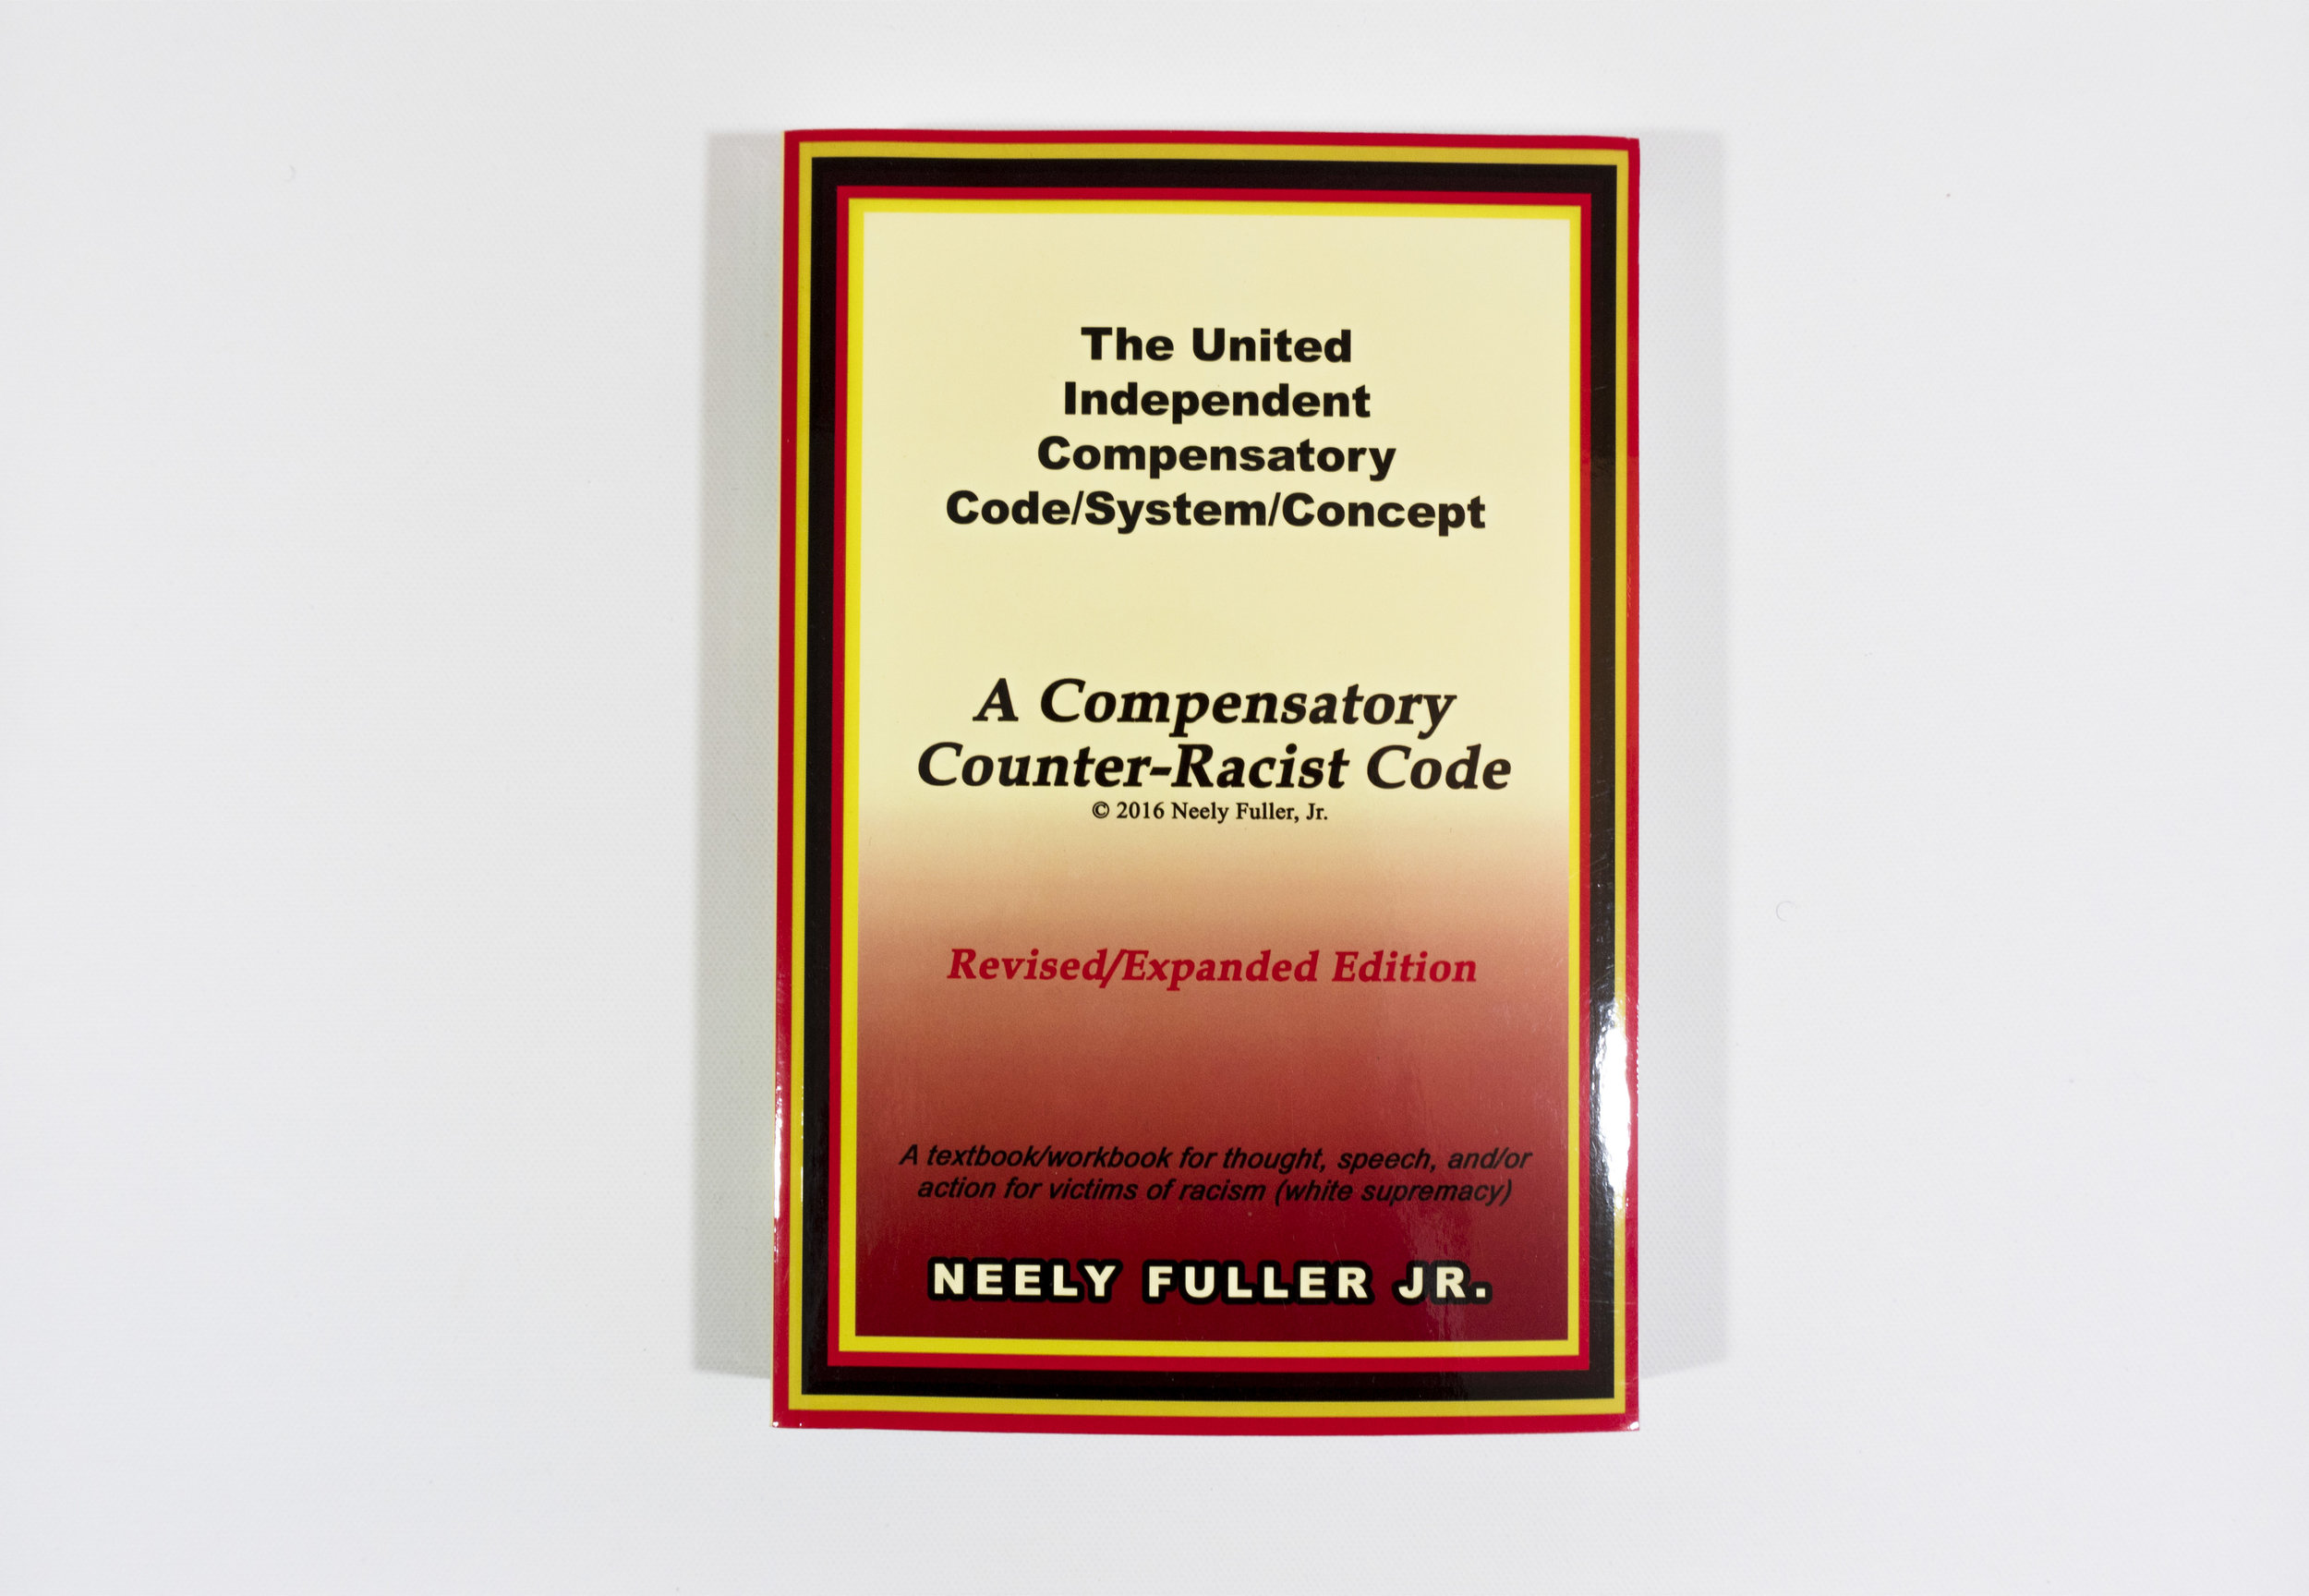 The United
Independent
Compensatory
Code/System/Concept
A Compensatory
Counter-Racist Code
© 2016 Neely Fuller, Jr.
Revised/Expanded Edition
A textbook/workbook for thought, speech, and/or
action for victims of racism (white supremacy)
NEELY FULLER JR.